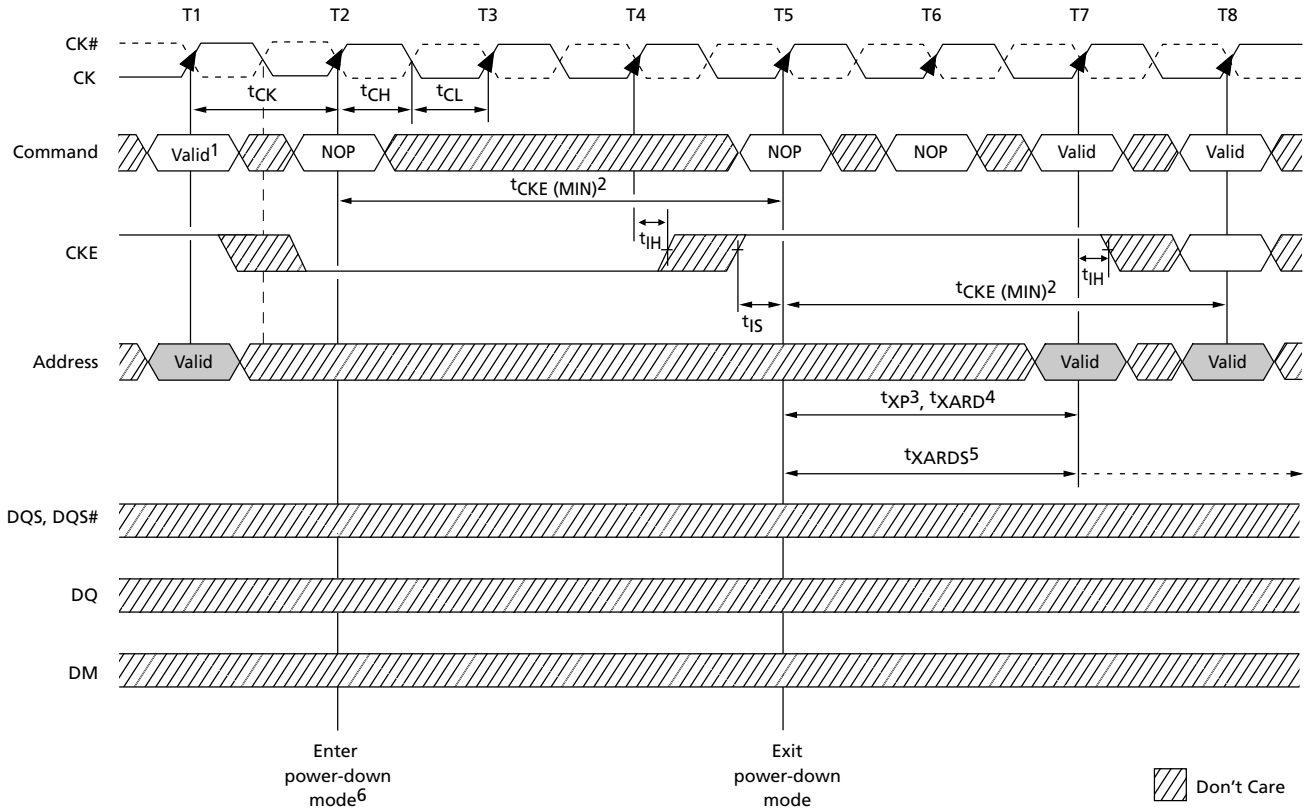 T1 T2 T3 T4 T5 T6 T7 T8
CK#
CK
tCK tCH tCL
Command Valid1 NOP NOP NOP Valid Valid
tCKE (MIN)2
tIH
CKE
tIH
tCKE (MIN)2
tIS
Address Valid Valid Valid
tXP3, tXARD4
tXARDS5
DQS, DQS#
DQ
DM
Enter
power-down
mode6
Exit
power-down
mode
Don't Care